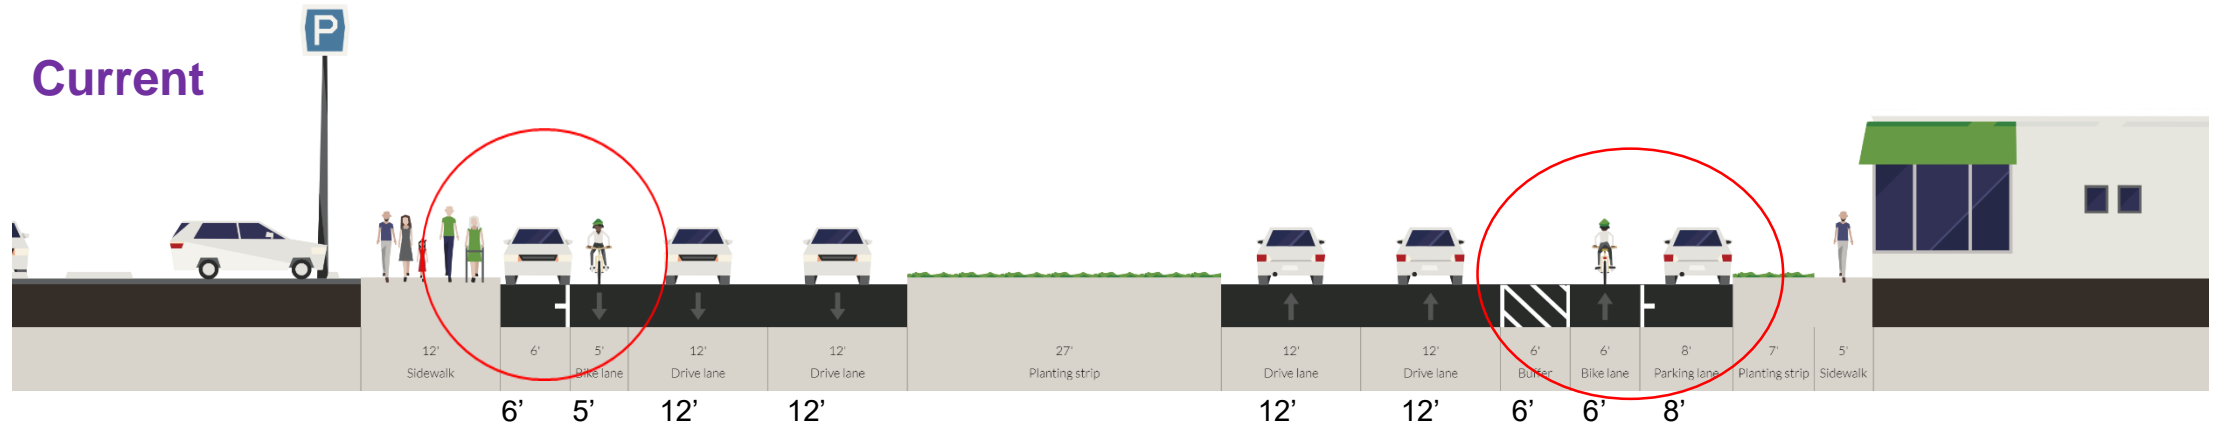 P
Current
12' 6' 5' 12' 12' 27' 12' 12' 6' 6' 8' 7' 5'
Sidewalk Bike lane Drive lane Drive lane Planting strip Drive lane Drive lane Buffer Bike lane Parking lane Planting strip Sidewalk
6’ 5’ 12’ 12’ 12’ 12’ 6’ 6’ 8’